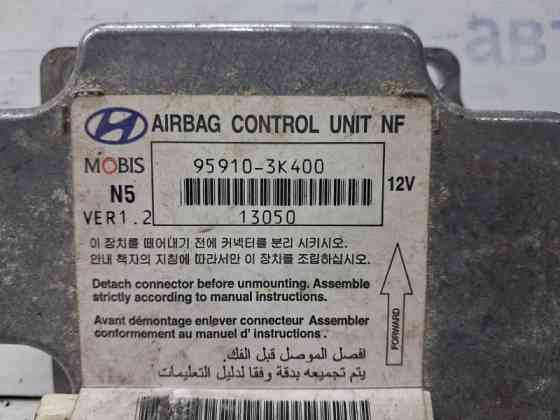 AIRBAG CONTROL UNIT NF
MOBIS
95910-3K400
N5
12V
VER1.2
13050
이 장치를 떼어내기 전에 커넥터를 분리 시키시오.
안내 책자의 지침에 따라서만 이 장치를 조립하십시오.
Detach connector before unmounting. Assemble
strictly according to manual instructions.
Avant démontage enlever connecteur Assembler
conformement au manuel d' instructions.
افصل الموصل قبل الفك.
يتم تجميعه بدقة وفقا لدليل التعليمات
FORWARD